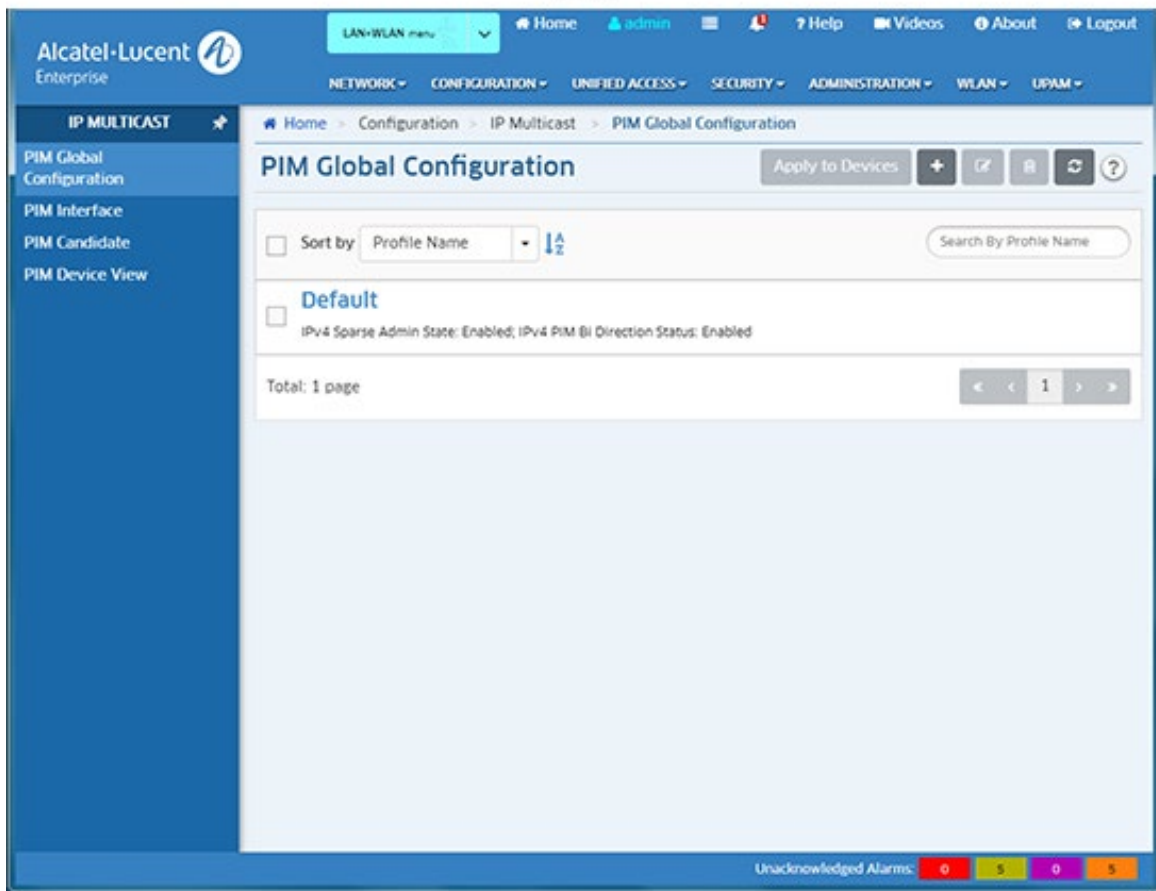 Alcatel·Lucent
Enterprise
LAN+WLAN menu
Home admin ? Help Videos About Logout
NETWORK CONFIGURATION UNIFIED ACCESS SECURITY ADMINISTRATION WLAN UPAM
IP MULTICAST
PIM Global
Configuration
PIM Interface
PIM Candidate
PIM Device View
Home > Configuration > IP Multicast > PIM Global Configuration
PIM Global Configuration
Apply to Devices + ?
Sort by Profile Name
A
Z
Search By Profile Name
Default
IPv4 Sparse Admin State: Enabled; IPv4 PIM Bi Direction Status: Enabled
Total: 1 page
« ‹ 1 › »
Unacknowledged Alarms: 0 5 0 5